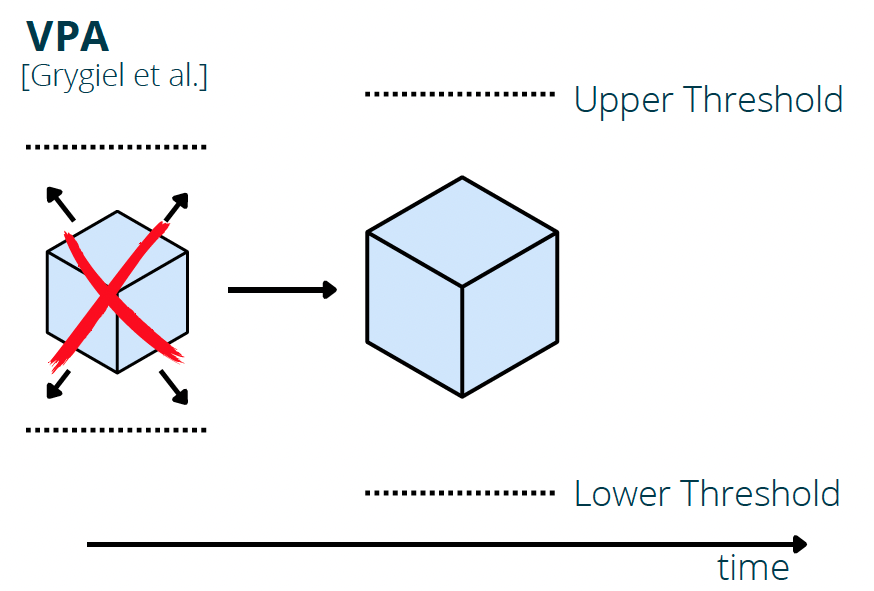 VPA
[Grygiel et al.]
Upper Threshold
Lower Threshold
time